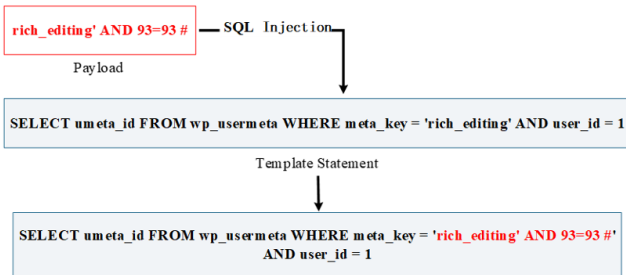 rich_editing' AND 93=93 #
SQL Injection
Payload
SELECT umeta_id FROM wp_usermeta WHERE meta_key = 'rich_editing' AND user_id = 1
Template Statement
SELECT umeta_id FROM wp_usermeta WHERE meta_key = 'rich_editing' AND 93=93 #'
AND user_id = 1